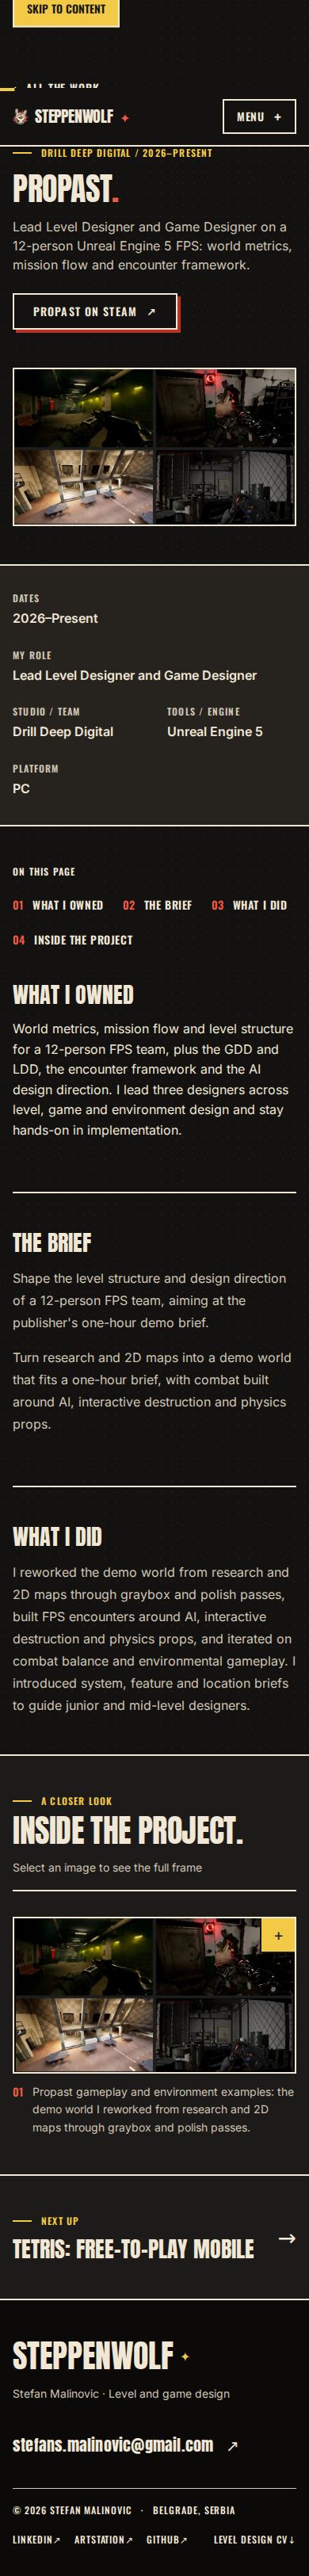 SKIP TO CONTENT
ALL THE WORK
STEPPENWOLF
MENU +
DRILL DEEP DIGITAL / 2026–PRESENT
PROPAST.
Lead Level Designer and Game Designer on a
12-person Unreal Engine 5 FPS: world metrics,
mission flow and encounter framework.
PROPAST ON STEAM ↗
DATES
2026–Present
MY ROLE
Lead Level Designer and Game Designer
STUDIO / TEAM
Drill Deep Digital
TOOLS / ENGINE
Unreal Engine 5
PLATFORM
PC
ON THIS PAGE
01 WHAT I OWNED 02 THE BRIEF 03 WHAT I DID
04 INSIDE THE PROJECT
WHAT I OWNED
World metrics, mission flow and level structure
for a 12-person FPS team, plus the GDD and
LDD, the encounter framework and the AI
design direction. I lead three designers across
level, game and environment design and stay
hands-on in implementation.
THE BRIEF
Shape the level structure and design direction
of a 12-person FPS team, aiming at the
publisher's one-hour demo brief.
Turn research and 2D maps into a demo world
that fits a one-hour brief, with combat built
around AI, interactive destruction and physics
props.
WHAT I DID
I reworked the demo world from research and
2D maps through graybox and polish passes,
built FPS encounters around AI, interactive
destruction and physics props, and iterated on
combat balance and environmental gameplay. I
introduced system, feature and location briefs
to guide junior and mid-level designers.
A CLOSER LOOK
INSIDE THE PROJECT.
Select an image to see the full frame
+
01 Propast gameplay and environment examples: the
demo world I reworked from research and 2D
maps through graybox and polish passes.
NEXT UP
TETRIS: FREE-TO-PLAY MOBILE →
STEPPENWOLF
Stefan Malinovic · Level and game design
stefans.malinovic@gmail.com ↗
© 2026 STEFAN MALINOVIC · BELGRADE, SERBIA
LINKEDIN↗ ARTSTATION↗ GITHUB↗ LEVEL DESIGN CV↓